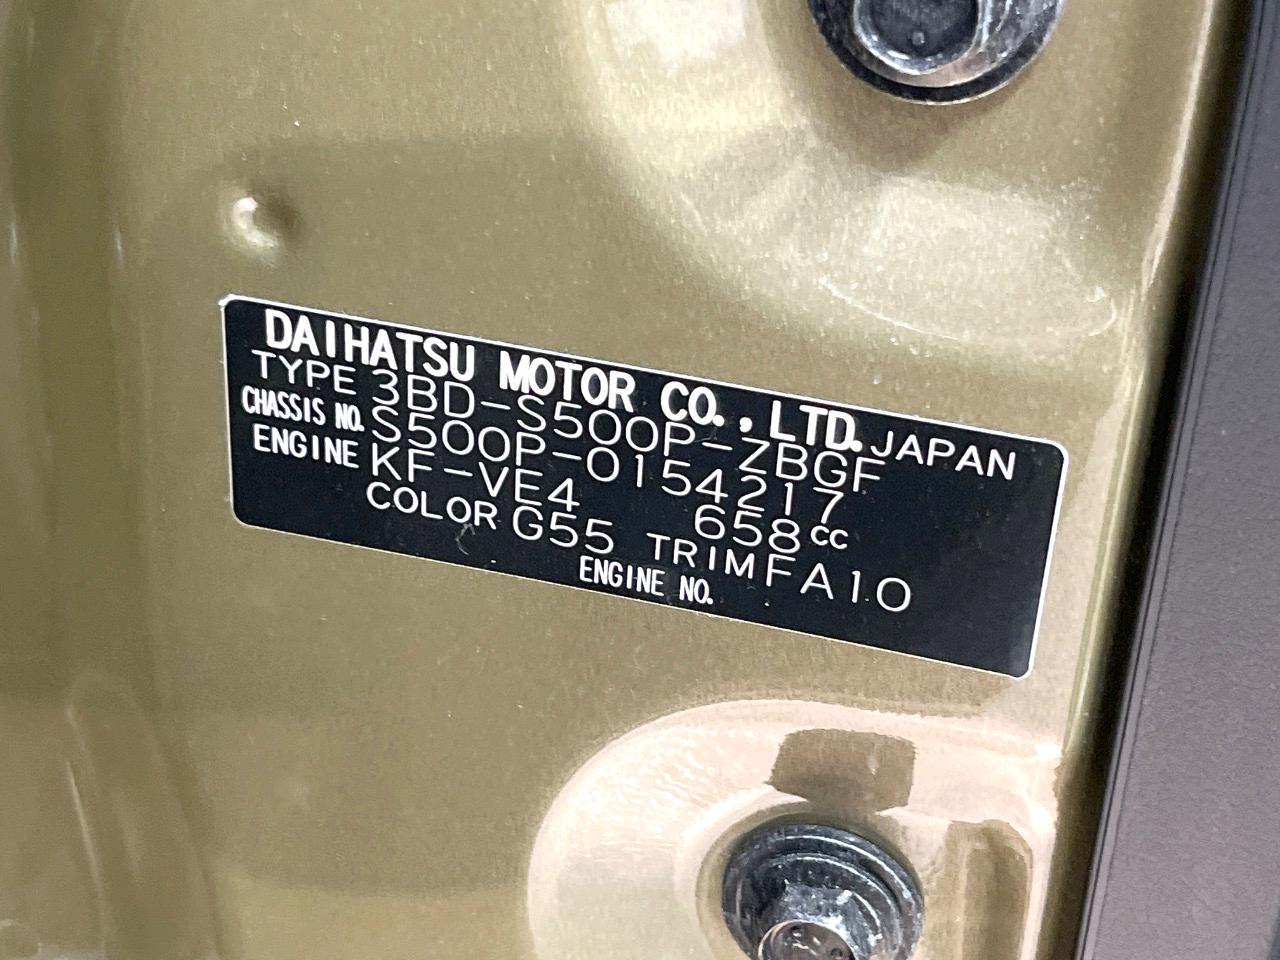 DAIHATSU MOTOR CO.,LTD. JAPAN
TYPE 3BD-S500P-ZBGF
CHASSIS NO. S500P-0154217
ENGINE KF-VE4 658cc
COLOR G55 TRIM FA10
ENGINE NO.